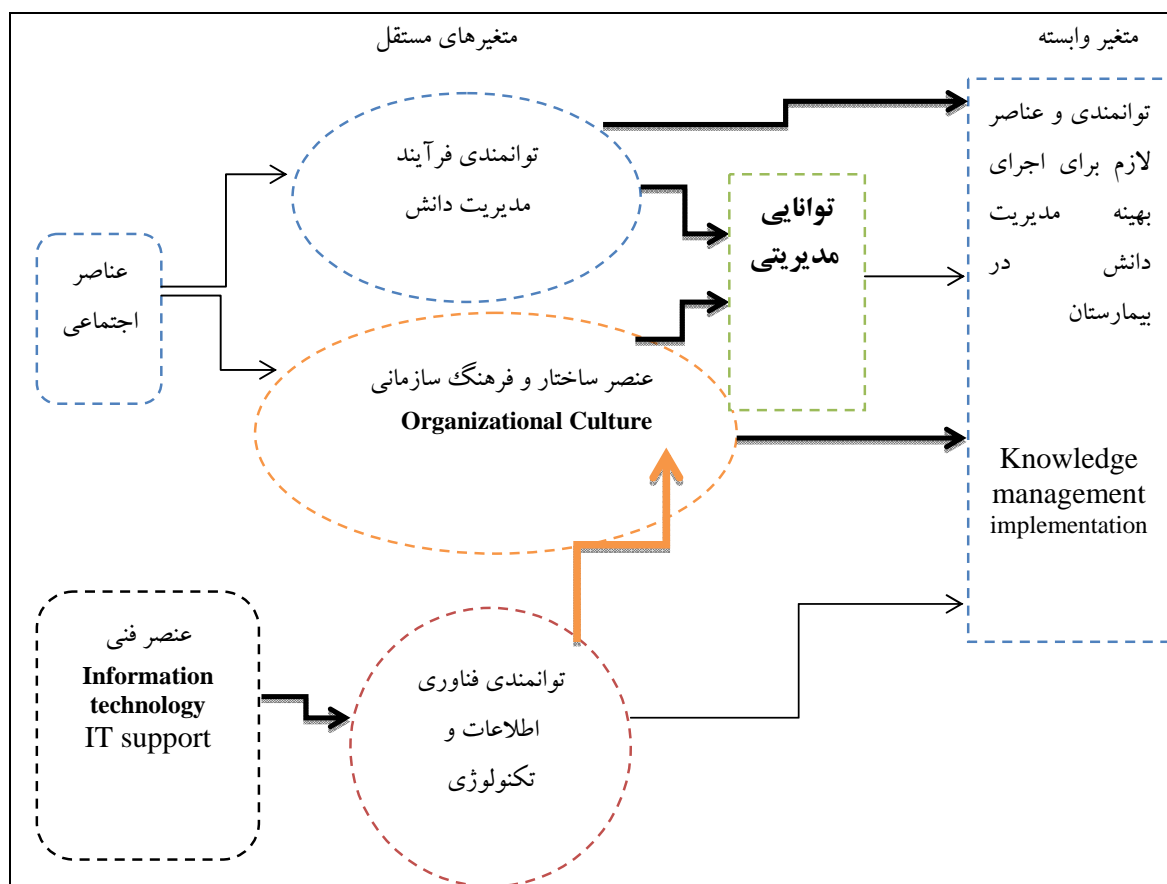 متغیر وابسته
متغیرهای مستقل
توانمندی و عناصر
لازم برای اجرای
بهینه مدیریت
دانش در
بیمارستان
Knowledge
management
implementation
توانایی
مدیریتی
توانمندی فرآیند
مدیریت دانش
عنصر ساختار و فرهنگ سازمانی
Organizational Culture
توانمندی فناوری
اطلاعات و
تکنولوژی
عناصر
اجتماعی
عنصر فنی
Information
technology
IT support